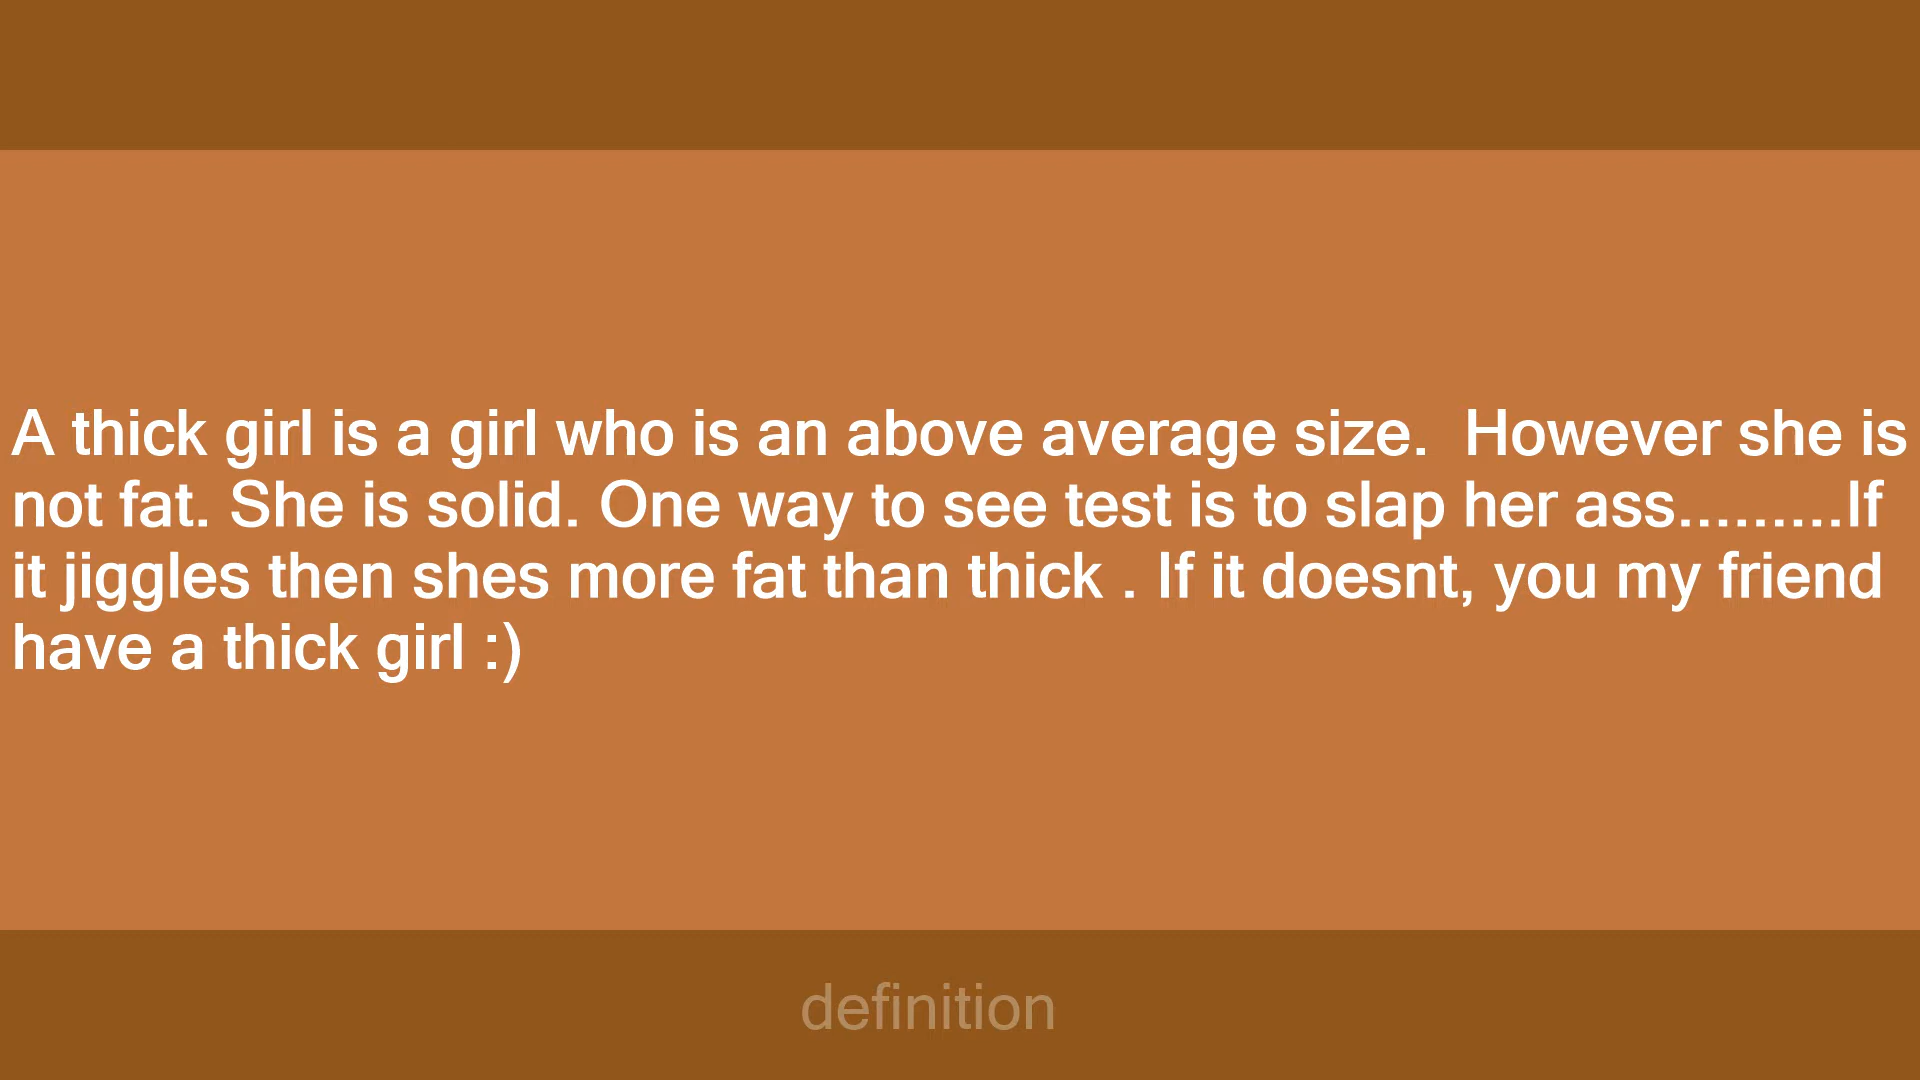 A thick girl is a girl who is an above average size.  However she is
not fat. She is solid. One way to see test is to slap her ass.........If
it jiggles then shes more fat than thick . If it doesnt, you my friend
have a thick girl :)
definition